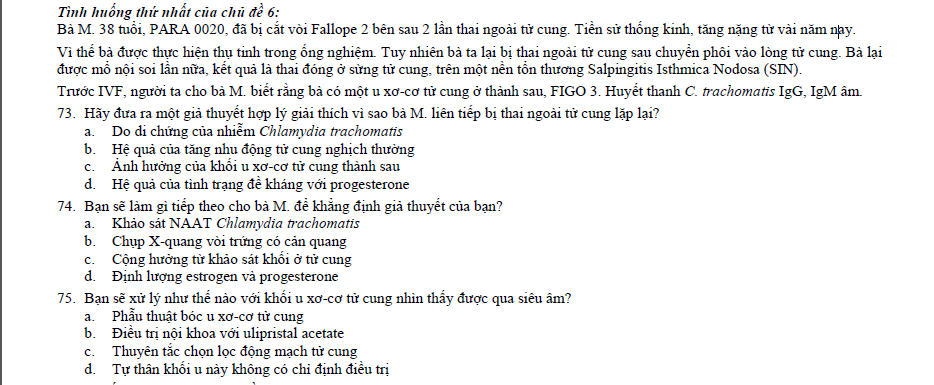 Tình huống thứ nhất của chủ đề 6:
Bà M. 38 tuổi, PARA 0020, đã bị cắt vòi Fallope 2 bên sau 2 lần thai ngoài tử cung. Tiền sử thống kinh, tăng nặng từ vài năm nay.
Vì thế bà được thực hiện thụ tinh trong ống nghiệm. Tuy nhiên bà ta lại bị thai ngoài tử cung sau chuyển phôi vào lòng tử cung. Bà lại
được mổ nội soi lần nữa, kết quả là thai đóng ở sừng tử cung, trên một nền tổn thương Salpingitis Isthmica Nodosa (SIN).
Trước IVF, người ta cho bà M. biết rằng bà có một u xơ-cơ tử cung ở thành sau, FIGO 3. Huyết thanh C. trachomatis IgG, IgM âm.
73. Hãy đưa ra một giả thuyết hợp lý giải thích vì sao bà M. liên tiếp bị thai ngoài tử cung lặp lại?
a. Do di chứng của nhiễm Chlamydia trachomatis
b. Hệ quả của tăng nhu động tử cung nghịch thường
c. Ảnh hưởng của khối u xơ-cơ tử cung thành sau
d. Hệ quả của tình trạng đề kháng với progesterone
74. Bạn sẽ làm gì tiếp theo cho bà M. để khẳng định giả thuyết của bạn?
a. Khảo sát NAAT Chlamydia trachomatis
b. Chụp X-quang vòi trứng có cản quang
c. Cộng hưởng từ khảo sát khối ở tử cung
d. Định lượng estrogen và progesterone
75. Bạn sẽ xử lý như thế nào với khối u xơ-cơ tử cung nhìn thấy được qua siêu âm?
a. Phẫu thuật bóc u xơ-cơ tử cung
b. Điều trị nội khoa với ulipristal acetate
c. Thuyên tắc chọn lọc động mạch tử cung
d. Tự thân khối u này không có chỉ định điều trị